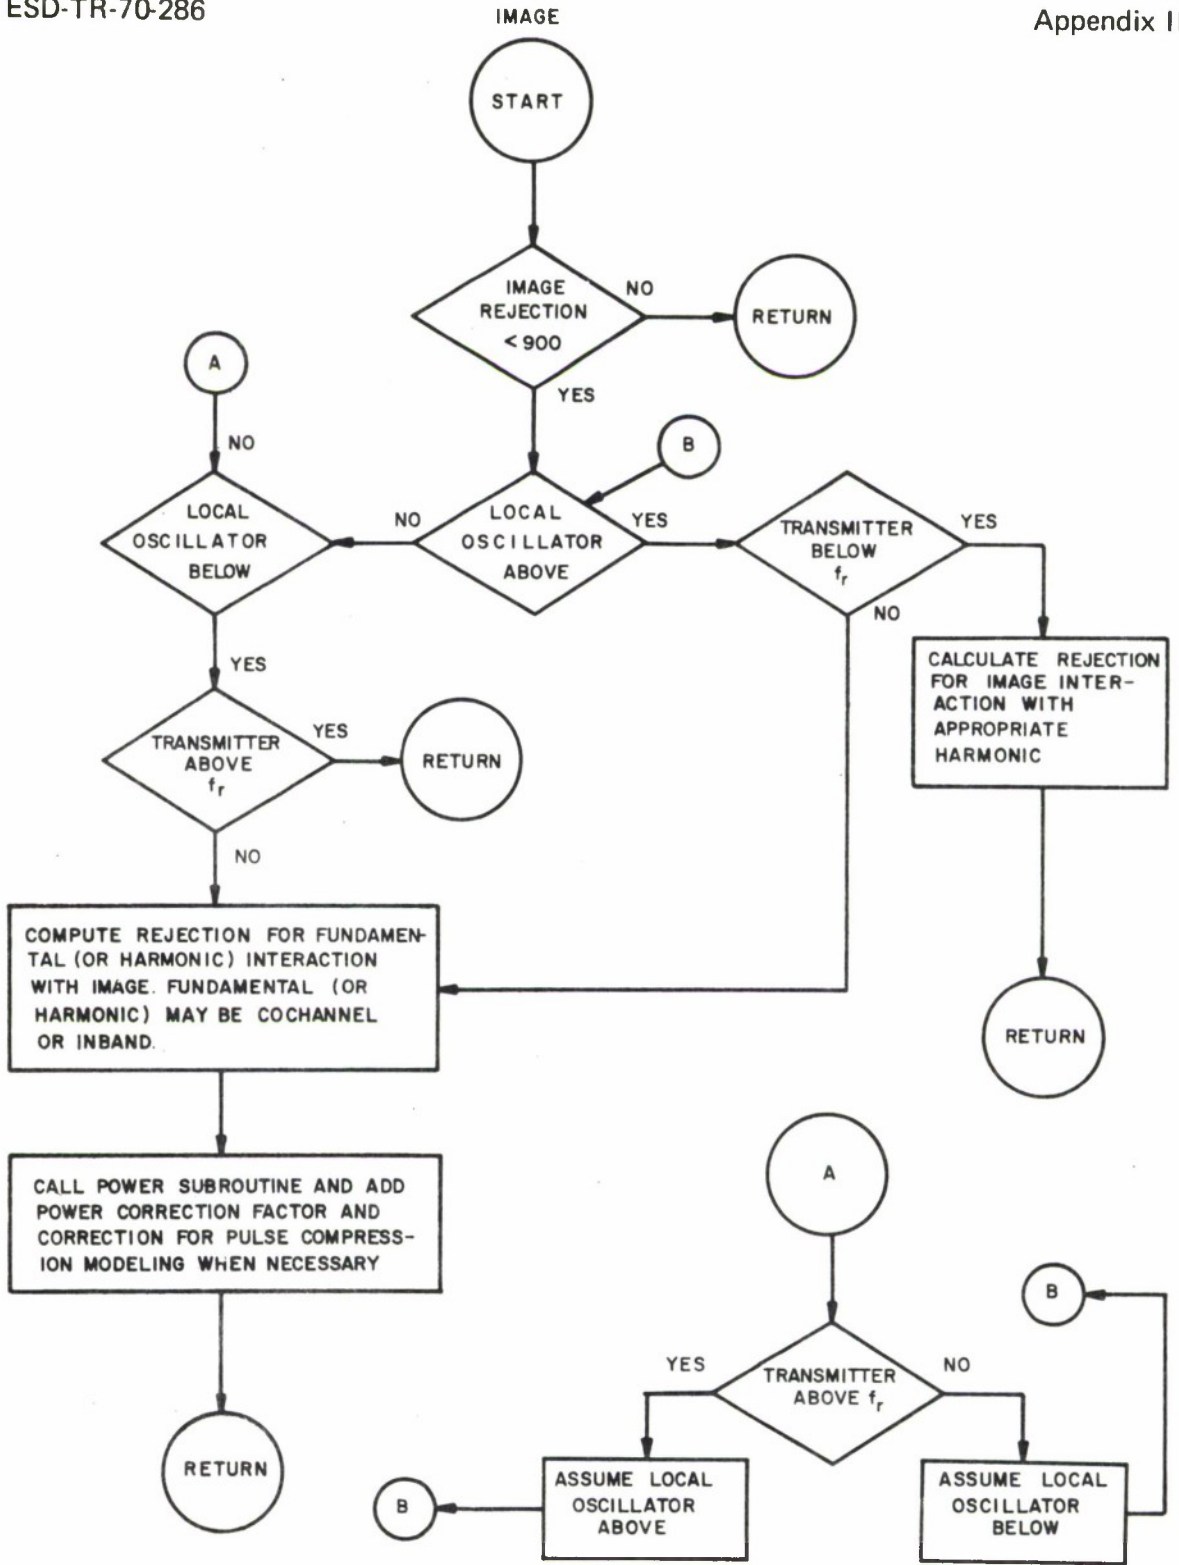 ESD-TR-70-286
Appendix I
IMAGE
START
IMAGE
REJECTION
< 900
NO
RETURN
YES
A
NO
B
LOCAL
OSCILLATOR
BELOW
NO
LOCAL
OSCILLATOR
ABOVE
YES
TRANSMITTER
BELOW
fr
YES
NO
CALCULATE REJECTION
FOR IMAGE INTER-
ACTION WITH
APPROPRIATE
HARMONIC
RETURN
YES
TRANSMITTER
ABOVE
fr
YES
RETURN
NO
COMPUTE REJECTION FOR FUNDAMEN-
TAL (OR HARMONIC) INTERACTION
WITH IMAGE. FUNDAMENTAL (OR
HARMONIC) MAY BE COCHANNEL
OR INBAND.
CALL POWER SUBROUTINE AND ADD
POWER CORRECTION FACTOR AND
CORRECTION FOR PULSE COMPRESS-
ION MODELING WHEN NECESSARY
RETURN
A
TRANSMITTER
ABOVE fr
YES
NO
ASSUME LOCAL
OSCILLATOR
ABOVE
B
ASSUME LOCAL
OSCILLATOR
BELOW
B